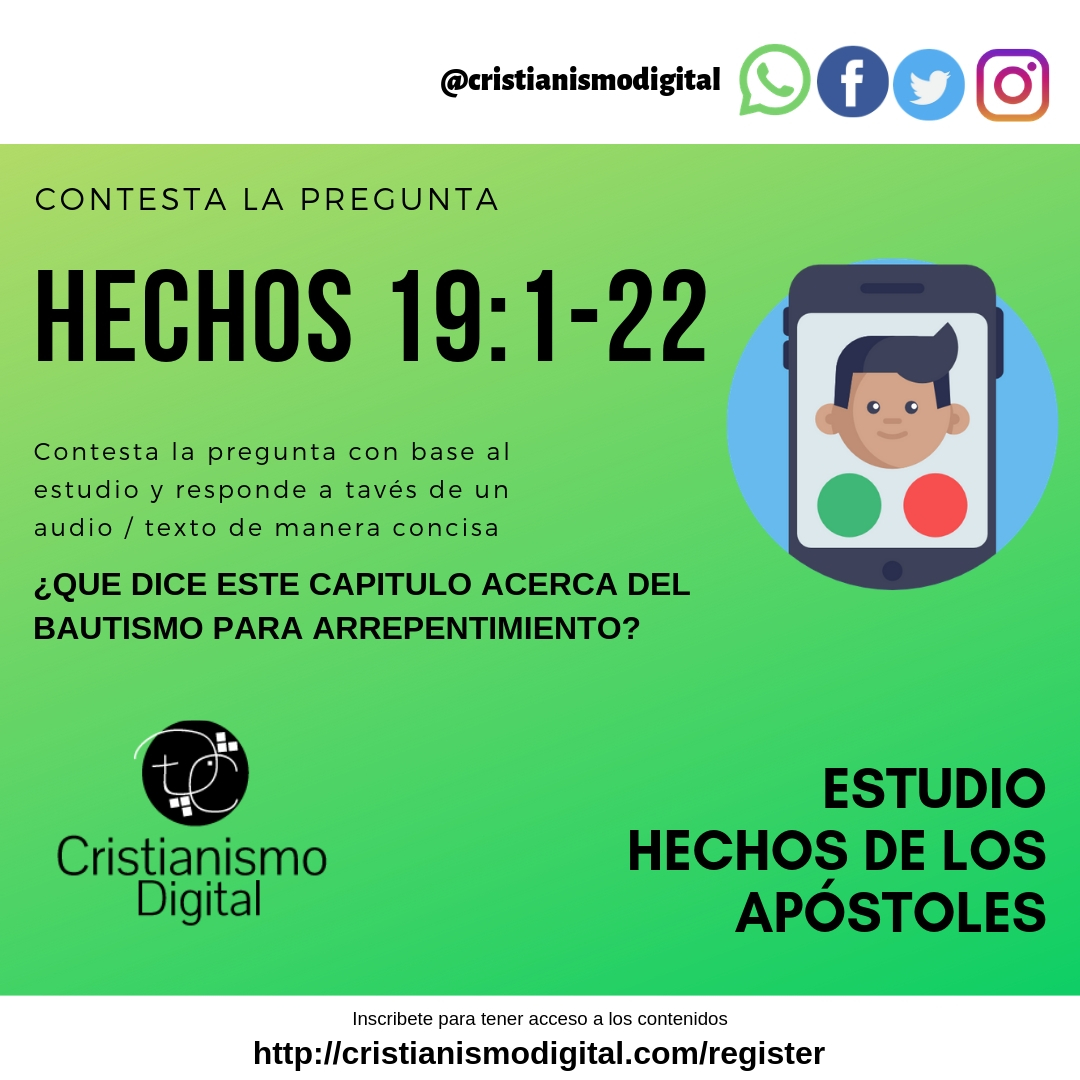 @cristianismodigital
CONTESTA LA PREGUNTA
HECHOS 19:1-22
Contesta la pregunta con base al
estudio y responde a tavés de un
audio / texto de manera concisa
¿QUE DICE ESTE CAPITULO ACERCA DEL
BAUTISMO PARA ARREPENTIMIENTO?
Cristianismo
Digital
ESTUDIO
HECHOS DE LOS
APÓSTOLES
Inscribete para tener acceso a los contenidos
http://cristianismodigital.com/register